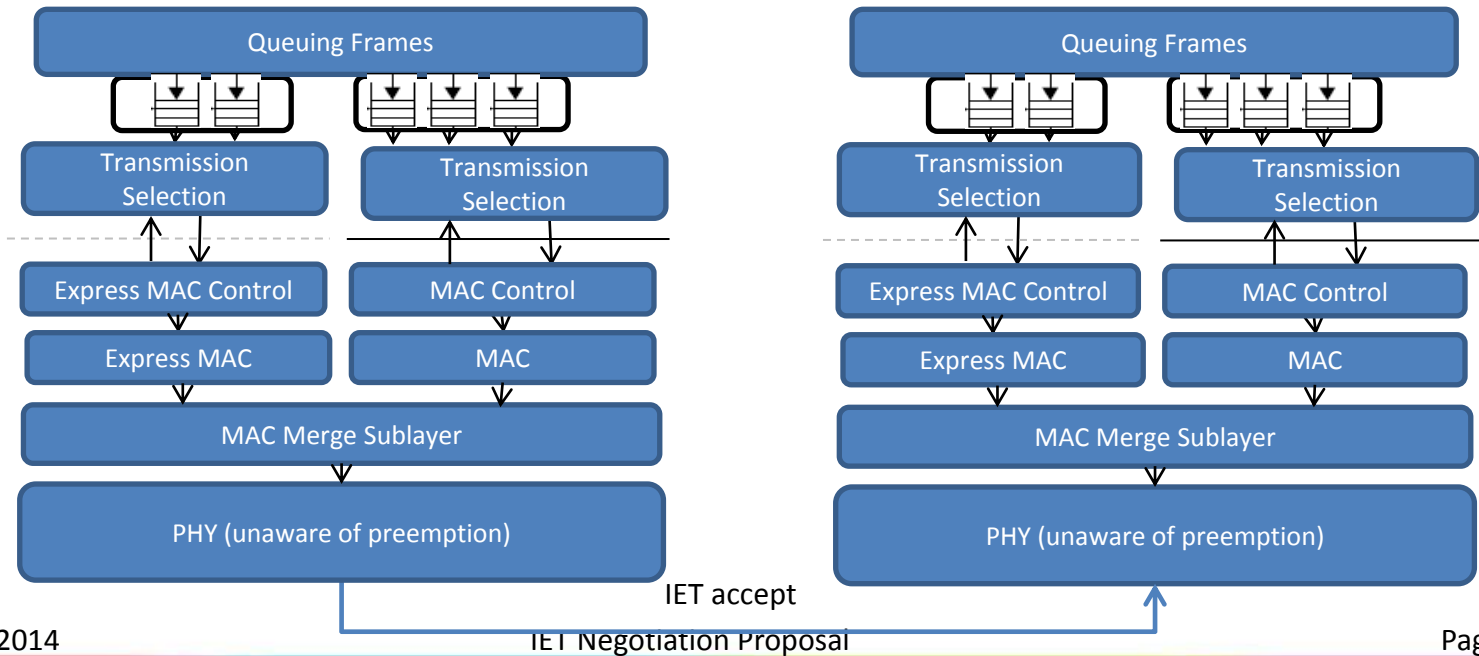 Queuing Frames
Transmission
Selection
Transmission
Selection
Express MAC Control
MAC Control
Express MAC
MAC
MAC Merge Sublayer
PHY (unaware of preemption)
Queuing Frames
Transmission
Selection
Transmission
Selection
Express MAC Control
MAC Control
Express MAC
MAC
MAC Merge Sublayer
PHY (unaware of preemption)
IET accept
2014
IET Negotiation Proposal
Pag